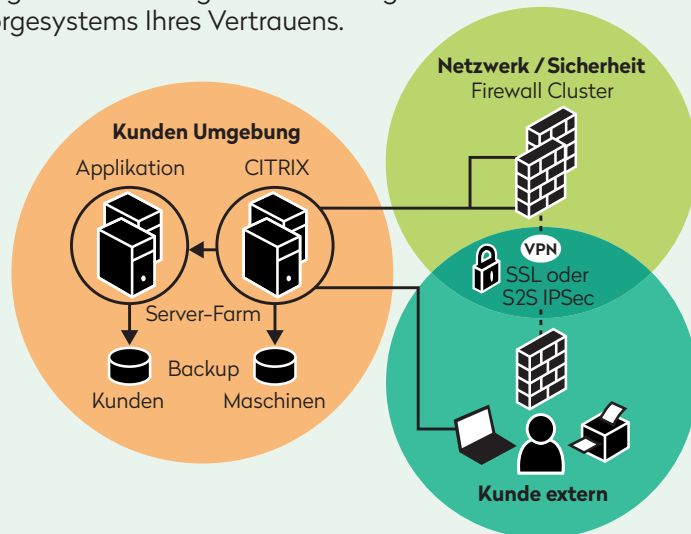 Ihres Vertrauens.
Netzwerk / Sicherheit
Firewall Cluster
Kunden Umgebung
Applikation
CITRIX
VPN
SSL oder
S2S IPSec
Server-Farm
Backup
Kunden
Maschinen
Kunde extern